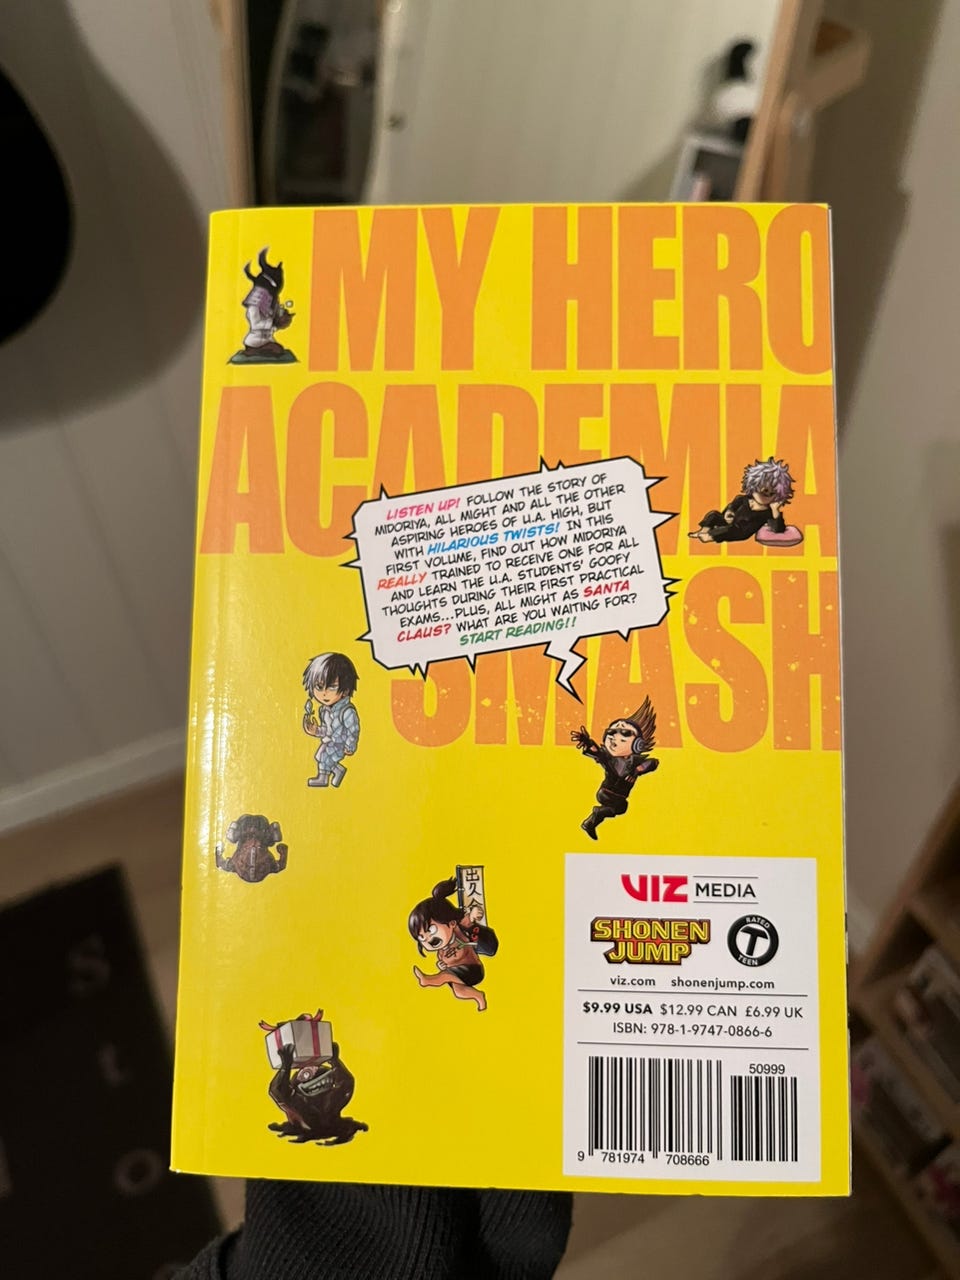 MY HERO
ACADEMIA
SMASH
LISTEN UP! FOLLOW THE STORY OF
MIDORIYA, ALL MIGHT AND ALL THE OTHER
ASPIRING HEROES OF U.A. HIGH, BUT
WITH HILARIOUS TWISTS! IN THIS
FIRST VOLUME, FIND OUT HOW MIDORIYA
REALLY TRAINED TO RECEIVE ONE FOR ALL
AND LEARN THE U.A. STUDENTS' GOOFY
THOUGHTS DURING THEIR FIRST PRACTICAL
EXAMS...PLUS, ALL MIGHT AS SANTA
CLAUS? WHAT ARE YOU WAITING FOR?
START READING!!
VIZ MEDIA
SHONEN
JUMP
RATED
T
TEEN
viz.com shonenjump.com
$9.99 USA $12.99 CAN £6.99 UK
ISBN: 978-1-9747-0866-6
50999
9 781974 708666